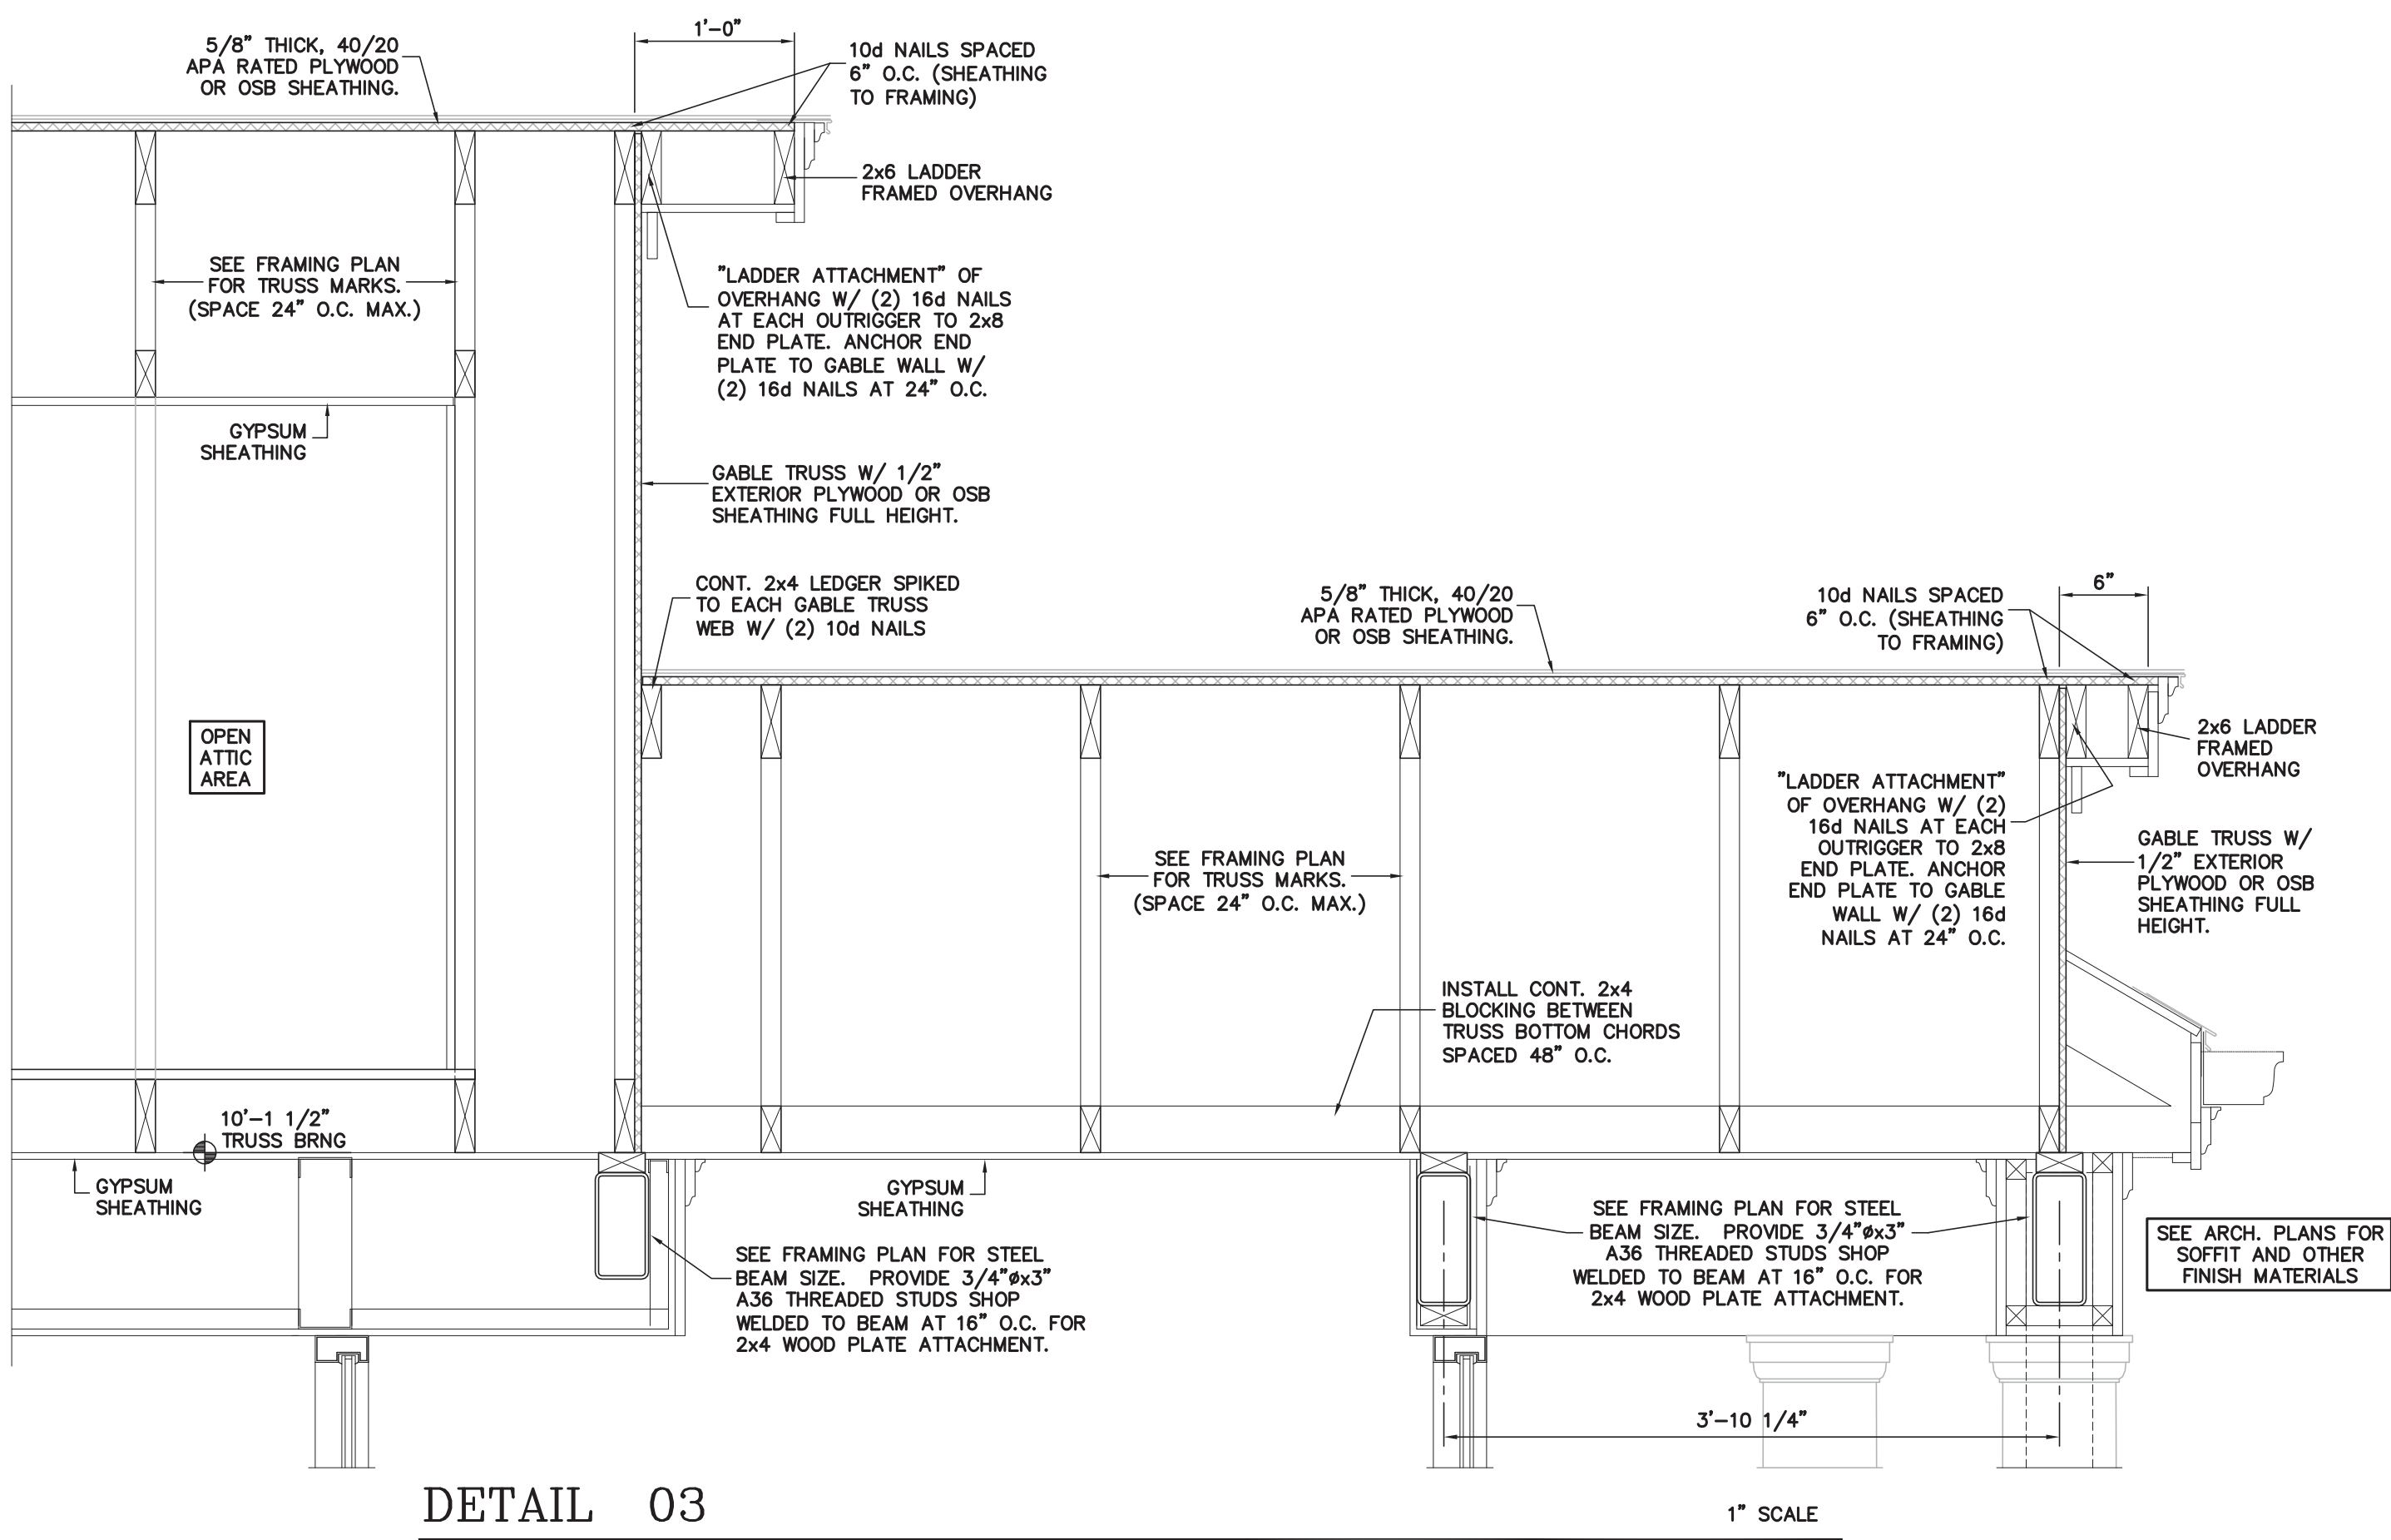 1'-0"
5/8" THICK, 40/20
APA RATED PLYWOOD
OR OSB SHEATHING.
10d NAILS SPACED
6" O.C. (SHEATHING
TO FRAMING)
2x6 LADDER
FRAMED OVERHANG
SEE FRAMING PLAN
FOR TRUSS MARKS.
(SPACE 24" O.C. MAX.)
"LADDER ATTACHMENT" OF
OVERHANG W/ (2) 16d NAILS
AT EACH OUTRIGGER TO 2x8
END PLATE. ANCHOR END
PLATE TO GABLE WALL W/
(2) 16d NAILS AT 24" O.C.
GYPSUM
SHEATHING
GABLE TRUSS W/ 1/2"
EXTERIOR PLYWOOD OR OSB
SHEATHING FULL HEIGHT.
CONT. 2x4 LEDGER SPIKED
TO EACH GABLE TRUSS
WEB W/ (2) 10d NAILS
5/8" THICK, 40/20
APA RATED PLYWOOD
OR OSB SHEATHING.
10d NAILS SPACED
6" O.C. (SHEATHING
TO FRAMING)
6"
OPEN
ATTIC
AREA
2x6 LADDER
FRAMED
OVERHANG
"LADDER ATTACHMENT"
OF OVERHANG W/ (2)
16d NAILS AT EACH
OUTRIGGER TO 2x8
END PLATE. ANCHOR
END PLATE TO GABLE
WALL W/ (2) 16d
NAILS AT 24" O.C.
GABLE TRUSS W/
1/2" EXTERIOR
PLYWOOD OR OSB
SHEATHING FULL
HEIGHT.
SEE FRAMING PLAN
FOR TRUSS MARKS.
(SPACE 24" O.C. MAX.)
INSTALL CONT. 2x4
BLOCKING BETWEEN
TRUSS BOTTOM CHORDS
SPACED 48" O.C.
10'-1 1/2"
TRUSS BRNG
GYPSUM
SHEATHING
GYPSUM
SHEATHING
SEE FRAMING PLAN FOR STEEL
BEAM SIZE. PROVIDE 3/4"øx3"
A36 THREADED STUDS SHOP
WELDED TO BEAM AT 16" O.C. FOR
2x4 WOOD PLATE ATTACHMENT.
SEE FRAMING PLAN FOR STEEL
BEAM SIZE. PROVIDE 3/4"øx3"
A36 THREADED STUDS SHOP
WELDED TO BEAM AT 16" O.C. FOR
2x4 WOOD PLATE ATTACHMENT.
SEE ARCH. PLANS FOR
SOFFIT AND OTHER
FINISH MATERIALS
3'-10 1/4"
DETAIL 03
1" SCALE